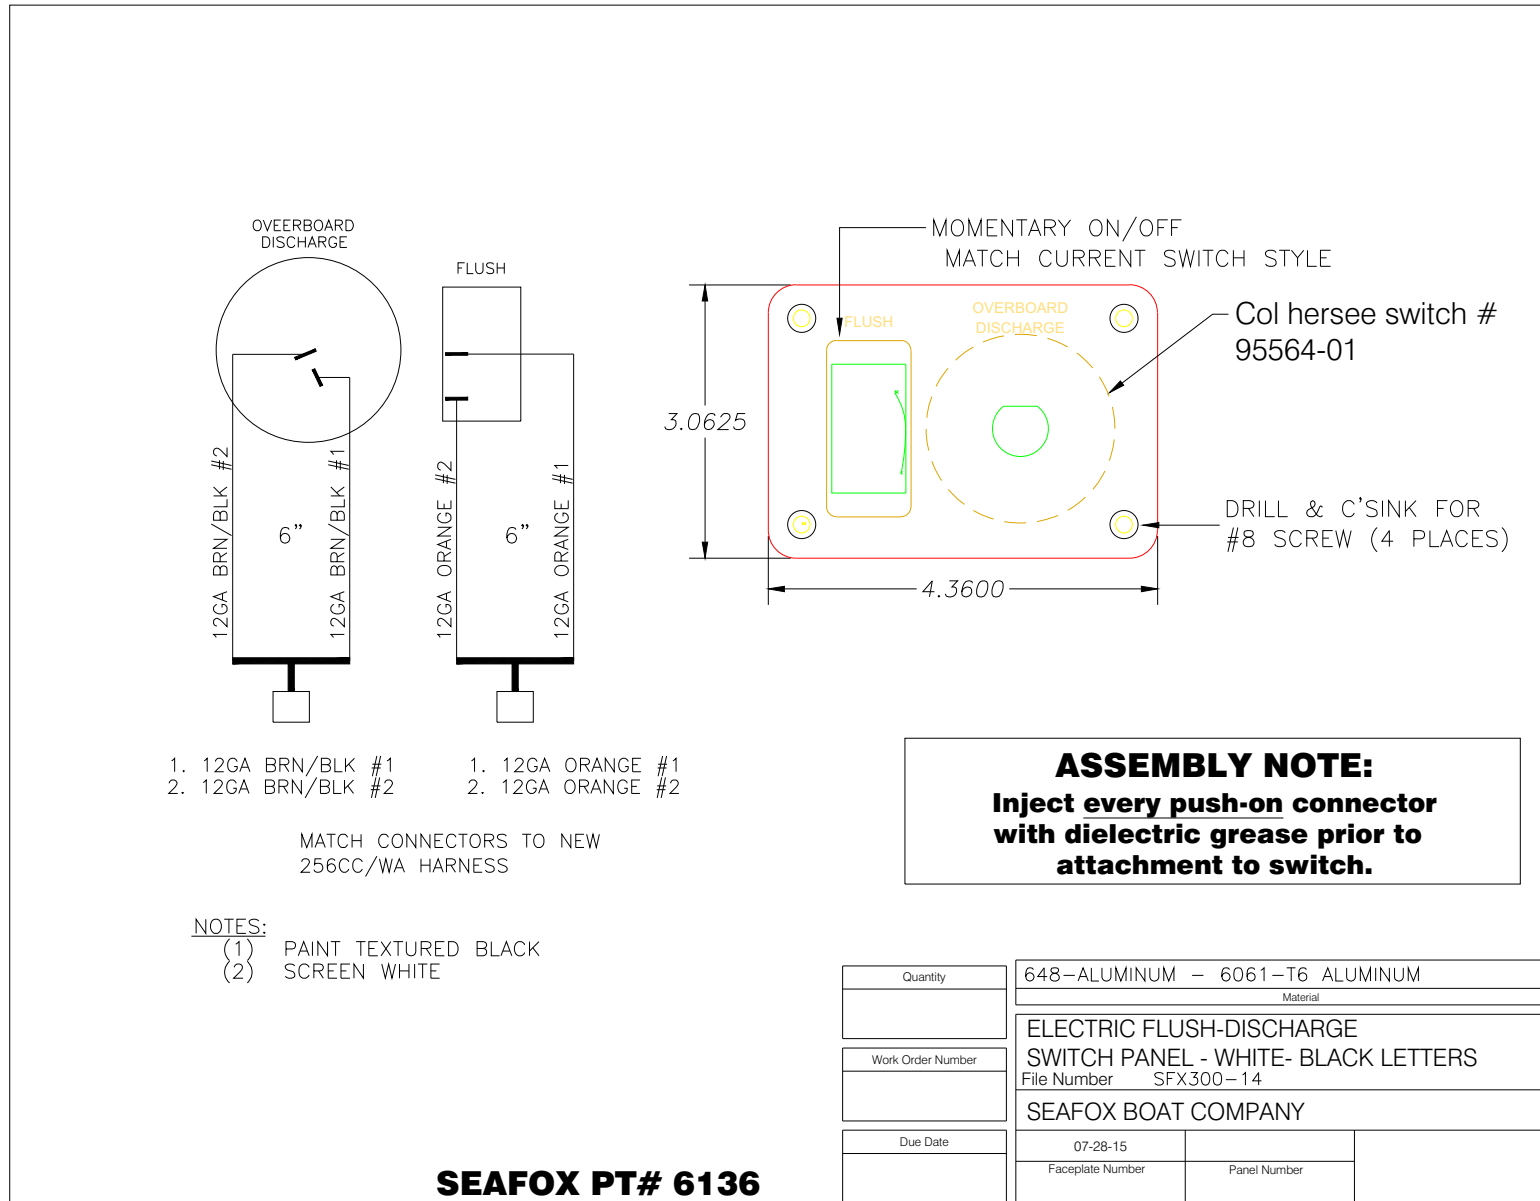 OVEERBOARD
DISCHARGE
FLUSH
12GA BRN/BLK #2
6"
12GA BRN/BLK #1
12GA ORANGE #2
6"
12GA ORANGE #1
1. 12GA BRN/BLK #1
2. 12GA BRN/BLK #2
1. 12GA ORANGE #1
2. 12GA ORANGE #2
MATCH CONNECTORS TO NEW
256CC/WA HARNESS
NOTES:
(1) PAINT TEXTURED BLACK
(2) SCREEN WHITE
MOMENTARY ON/OFF
MATCH CURRENT SWITCH STYLE
FLUSH
OVERBOARD
DISCHARGE
Col hersee switch #
95564-01
3.0625
4.3600
DRILL & C'SINK FOR
#8 SCREW (4 PLACES)
ASSEMBLY NOTE:
Inject every push-on connector
with dielectric grease prior to
attachment to switch.
Quantity
Work Order Number
Due Date
648-ALUMINUM - 6061-T6 ALUMINUM
Material
ELECTRIC FLUSH-DISCHARGE
SWITCH PANEL - WHITE- BLACK LETTERS
File Number SFX300-14
SEAFOX BOAT COMPANY
07-28-15
Faceplate Number
Panel Number
SEAFOX PT# 6136